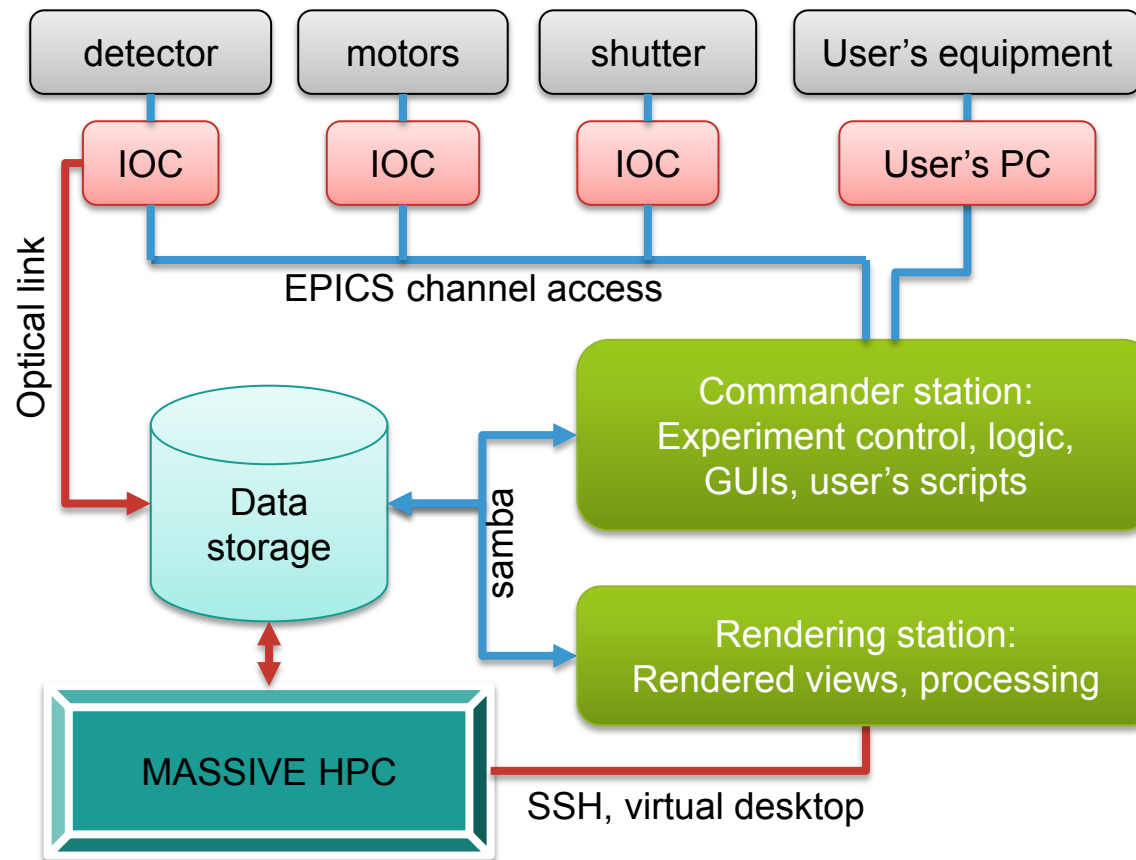 detector
motors
shutter
User's equipment
IOC
IOC
IOC
User's PC
Optical link
EPICS channel access
Commander station:
Experiment control, logic,
GUIs, user's scripts
Data
storage
samba
Rendering station:
Rendered views, processing
MASSIVE HPC
SSH, virtual desktop